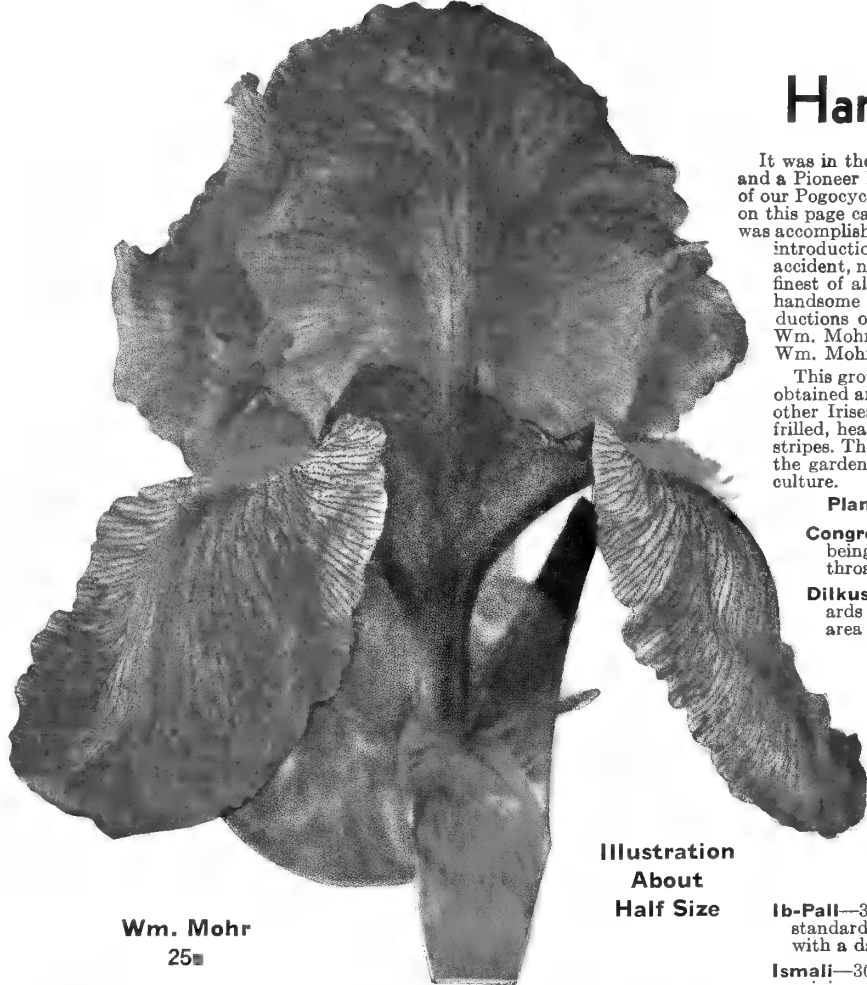 Har
It was in the
and a Pioneer
of our Pogocyc
on this page ca
was accomplish
introductio
accident, n
finest of al
handsome
ductions o
Wm. Mohr
Wm. Moh
This gro
obtained a
other Irise
frilled, hea
stripes. Th
the garden
culture.
Plan
Congr
being
throa
Dilkus
ards
area
Illustration
About
Half Size
Ib-Pall—3
standard
with a da
Ismali—30
Wm. Mohr
25